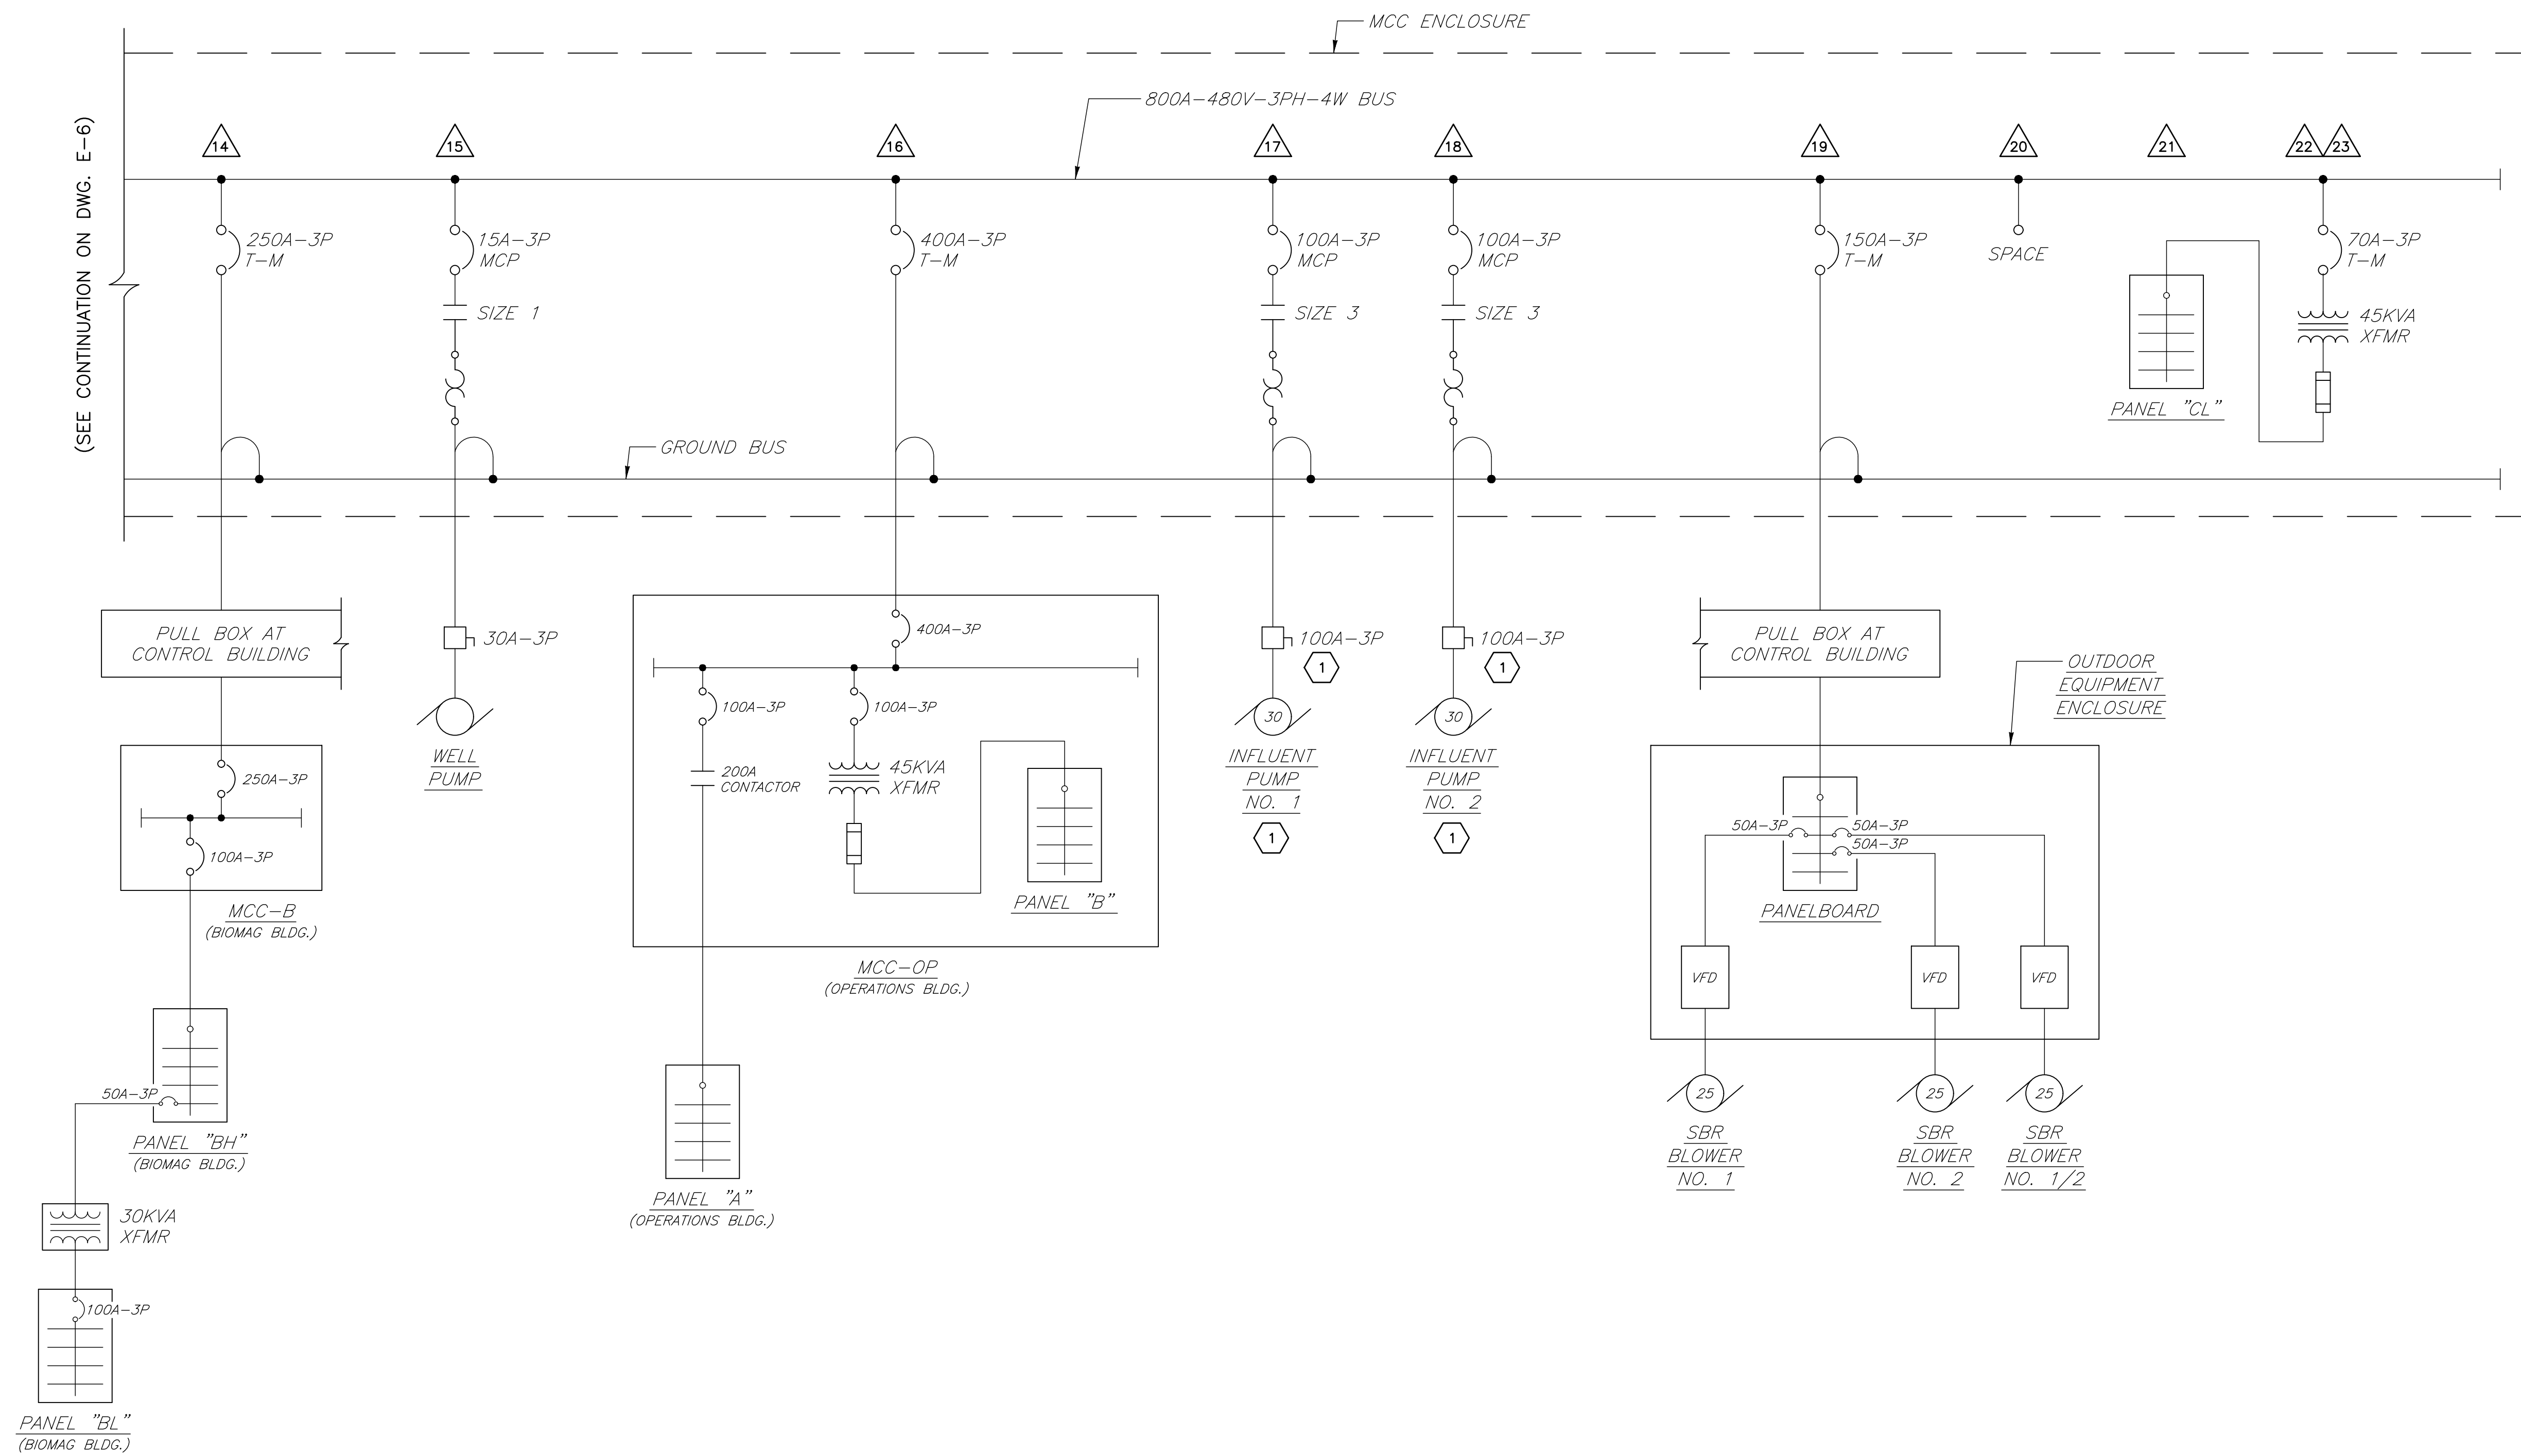 MCC ENCLOSURE
800A-480V-3PH-4W BUS
(SEE CONTINUATION ON DWG. E-6)
14
15
16
17
18
19
20
21
22
23
250A-3P
T-M
15A-3P
MCP
400A-3P
T-M
100A-3P
MCP
100A-3P
MCP
150A-3P
T-M
SPACE
70A-3P
T-M
SIZE 1
SIZE 3
SIZE 3
45KVA
XFMR
PANEL "CL"
GROUND BUS
PULL BOX AT
CONTROL BUILDING
30A-3P
400A-3P
100A-3P
1
100A-3P
1
PULL BOX AT
CONTROL BUILDING
OUTDOOR
EQUIPMENT
ENCLOSURE
250A-3P
100A-3P
MCC-B
(BIOMAG BLDG.)
WELL
PUMP
100A-3P
100A-3P
200A
CONTACTOR
45KVA
XFMR
PANEL "B"
MCC-OP
(OPERATIONS BLDG.)
30
INFLUENT
PUMP
NO. 1
1
30
INFLUENT
PUMP
NO. 2
1
50A-3P
50A-3P
50A-3P
PANELBOARD
VFD
VFD
VFD
25
25
25
SBR
BLOWER
NO. 1
SBR
BLOWER
NO. 2
SBR
BLOWER
NO. 1/2
50A-3P
PANEL "BH"
(BIOMAG BLDG.)
PANEL "A"
(OPERATIONS BLDG.)
30KVA
XFMR
100A-3P
PANEL "BL"
(BIOMAG BLDG.)